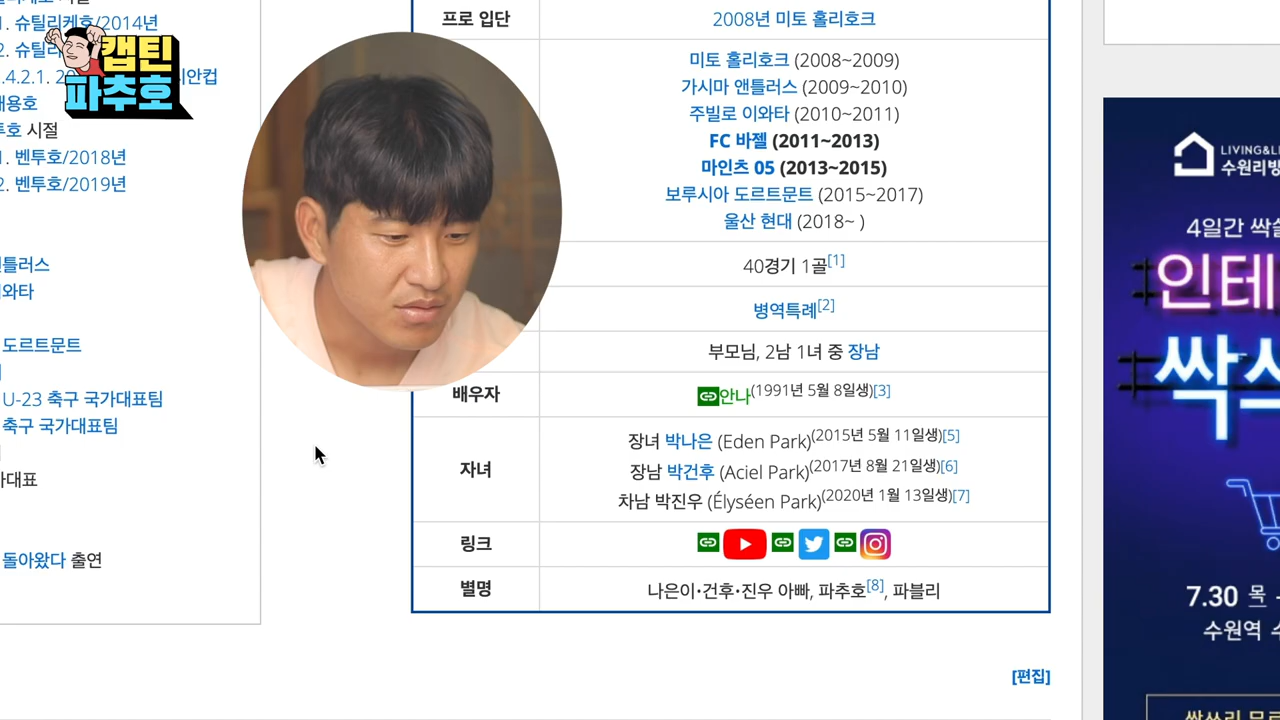 1. 슈틸리케호/2014년
2. 슈틸리
.4.2.1. 2
시안컵
캡틴
파추호
시절
1. 벤투호/2018년
2. 벤투호/2019년
도르트문트
U-23 축구 국가대표팀
축구 국가대표팀
돌아왔다 출연
프로 입단
2008년 미토 홀리호크
미토 홀리호크 (2008~2009)
가시마 앤틀러스 (2009~2010)
주빌로 이와타 (2010~2011)
FC 바젤 (2011~2013)
마인츠 05 (2013~2015)
보루시아 도르트문트 (2015~2017)
울산 현대 (2018~ )
40경기 1골[1]
병역특례[2]
부모님, 2남 1녀 중 장남
배우자
안나(1991년 5월 8일생)[3]
자녀
장녀 박나은 (Eden Park)(2015년 5월 11일생)[5]
장남 박건후 (Aciel Park)(2017년 8월 21일생)[6]
차남 박진우 (Élyséen Park)(2020년 1월 13일생)[7]
링크
별명
나은이·건후·진우 아빠, 파추호[8], 파블리
[편집]
LIVING&LI
수원리빙
4일간 싹쓸
인테
싹쓰
7.30 목
수원역